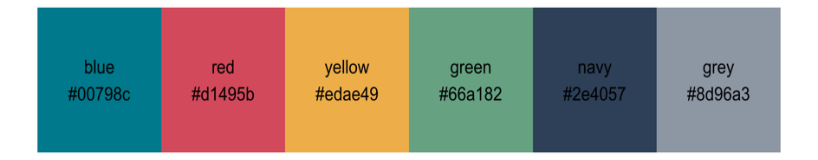 blue red yellow green navy grey
#00798c #d1495b #edae49 #66a182 #2e4057 #8d96a3